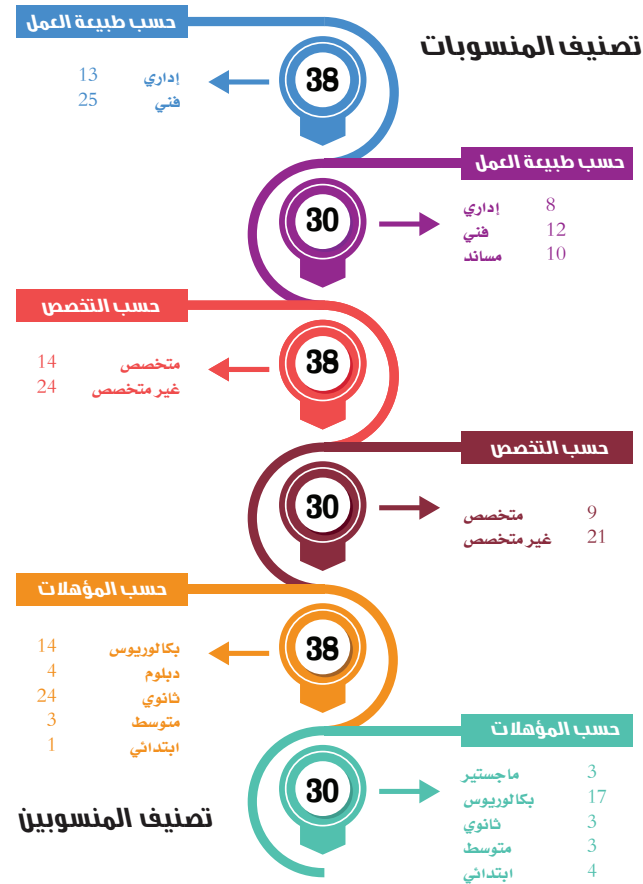 تصنيف المنسوبات
حسب طبيعة العمل
38
إداري 13
فني 25
حسب طبيعة العمل
30
إداري 8
فني 12
مساند 10
حسب التخصص
38
متخصص 14
غير متخصص 24
حسب التخصص
30
متخصص 9
غير متخصص 21
حسب المؤهلات
38
بكالوريوس 14
دبلوم 4
ثانوي 24
متوسط 3
ابتدائي 1
حسب المؤهلات
30
ماجستير 3
بكالوريوس 17
ثانوي 3
متوسط 3
ابتدائي 4
تصنيف المنسوبين